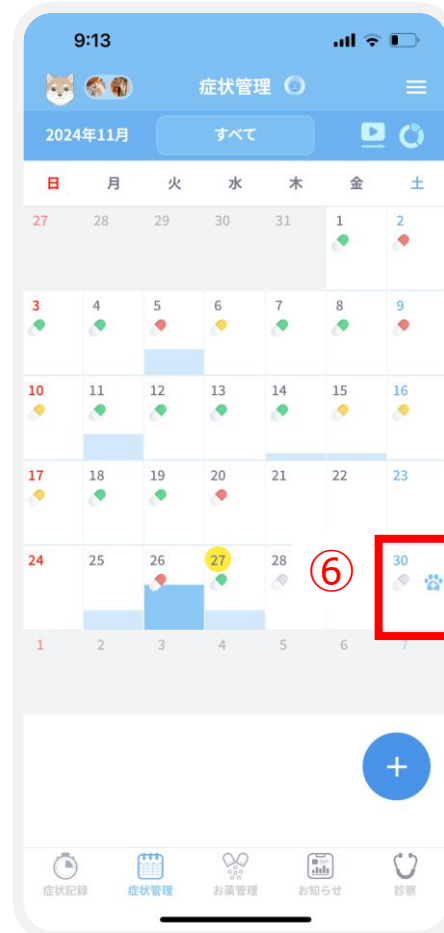 9:13
症状管理
2024年11月 すべて
日 月 火 水 木 金 土
27 28 29 30 31 1 2
3 4 5 6 7 8 9
10 11 12 13 14 15 16
17 18 19 20 21 22 23
24 25 26 27 28 ⑥ 30
1 2 3 4 5 6 7
+
症状記録 症状管理 お薬管理 お知らせ 診察